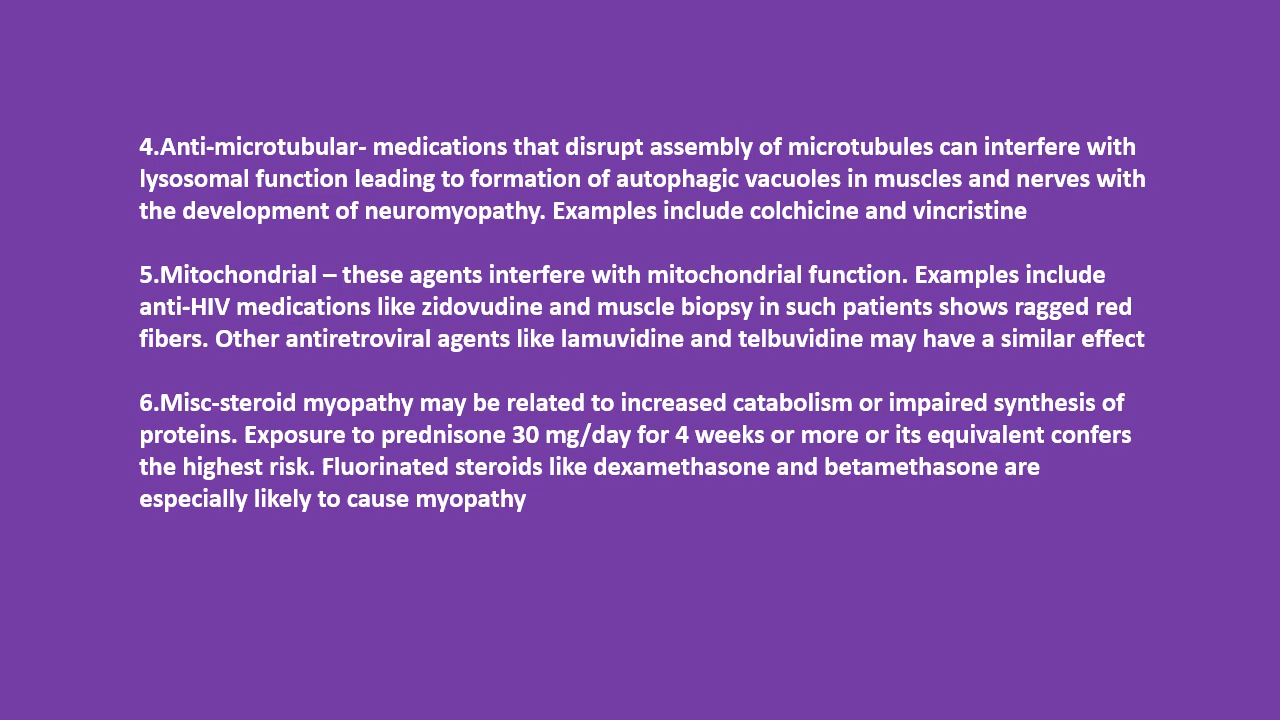 4.Anti-microtubular- medications that disrupt assembly of microtubules can interfere with
lysosomal function leading to formation of autophagic vacuoles in muscles and nerves with
the development of neuromyopathy. Examples include colchicine and vincristine
5.Mitochondrial – these agents interfere with mitochondrial function. Examples include
anti-HIV medications like zidovudine and muscle biopsy in such patients shows ragged red
fibers. Other antiretroviral agents like lamuvidine and telbuvidine may have a similar effect
6.Misc-steroid myopathy may be related to increased catabolism or impaired synthesis of
proteins. Exposure to prednisone 30 mg/day for 4 weeks or more or its equivalent confers
the highest risk. Fluorinated steroids like dexamethasone and betamethasone are
especially likely to cause myopathy